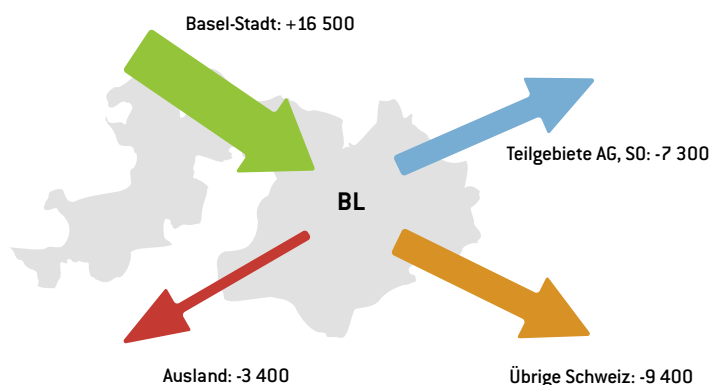 Basel-Stadt: +16 500
Teilgebiete AG, SO: -7 300
BL
Ausland: -3 400
Übrige Schweiz: -9 400